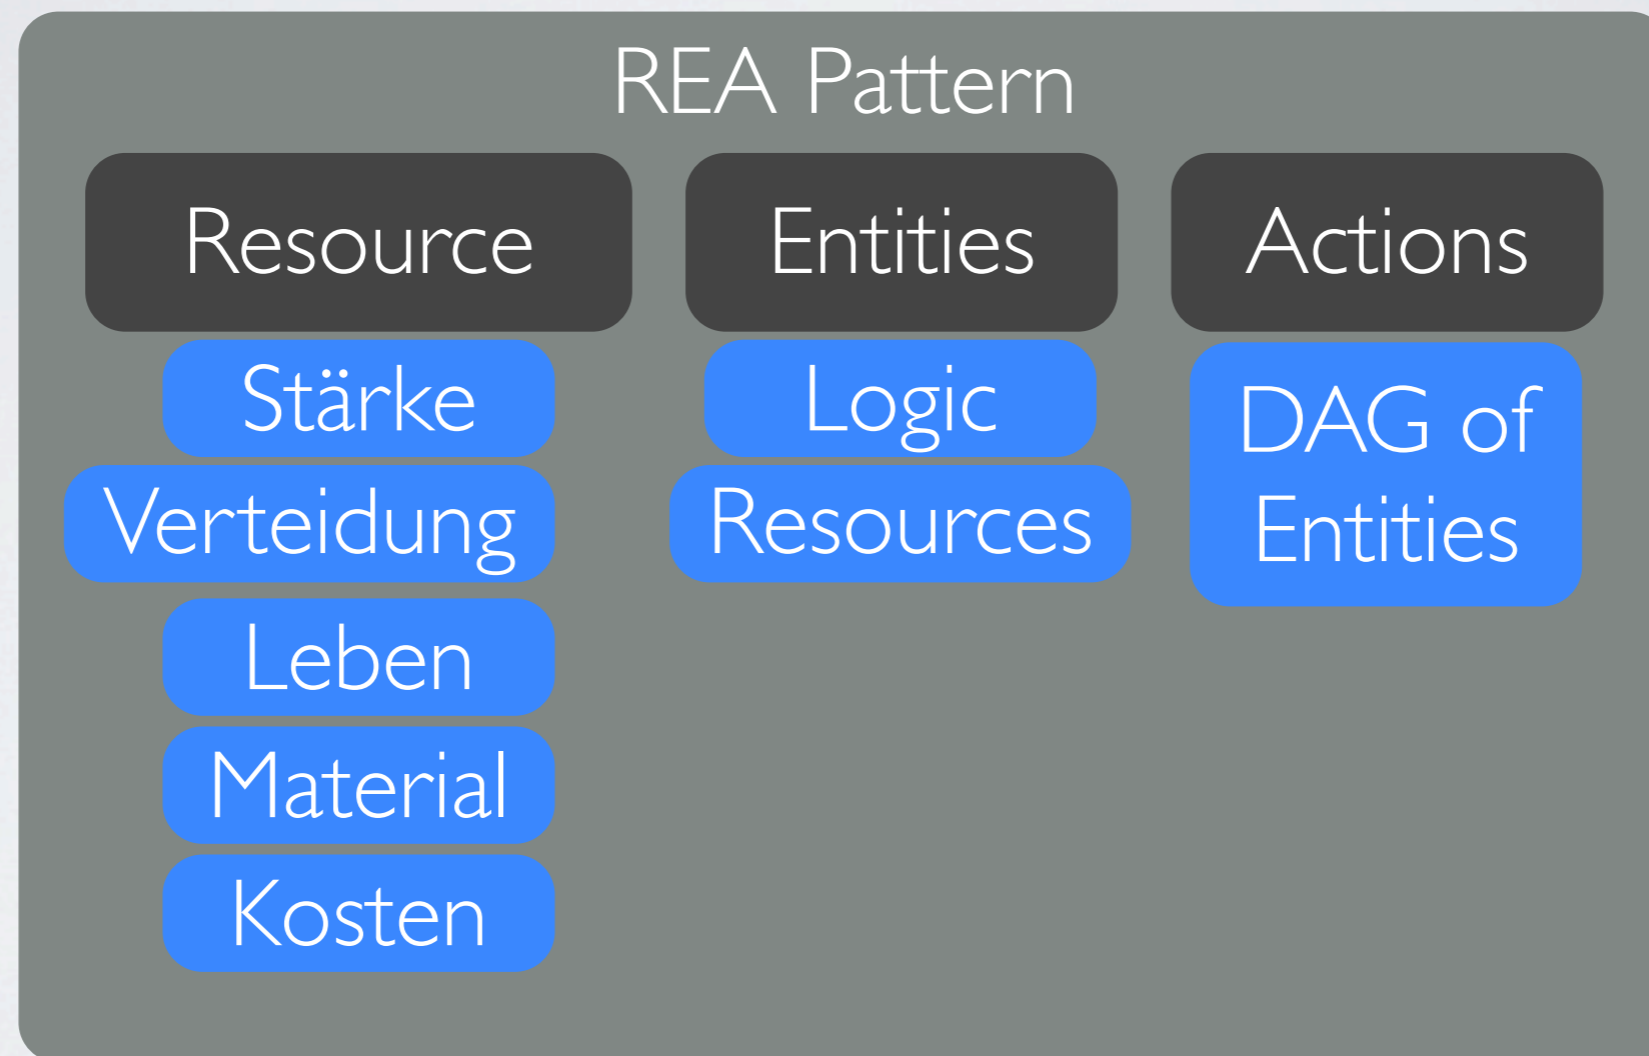 REA Pattern
Resource
Stärke
Verteidung
Leben
Material
Kosten
Entities
Logic
Resources
Actions
DAG of
Entities